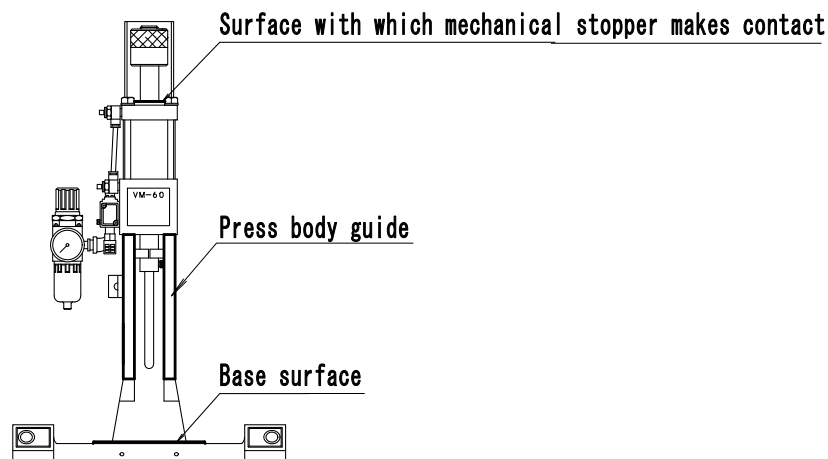 Surface with which mechanical stopper makes contact
VM-60
Press body guide
Base surface